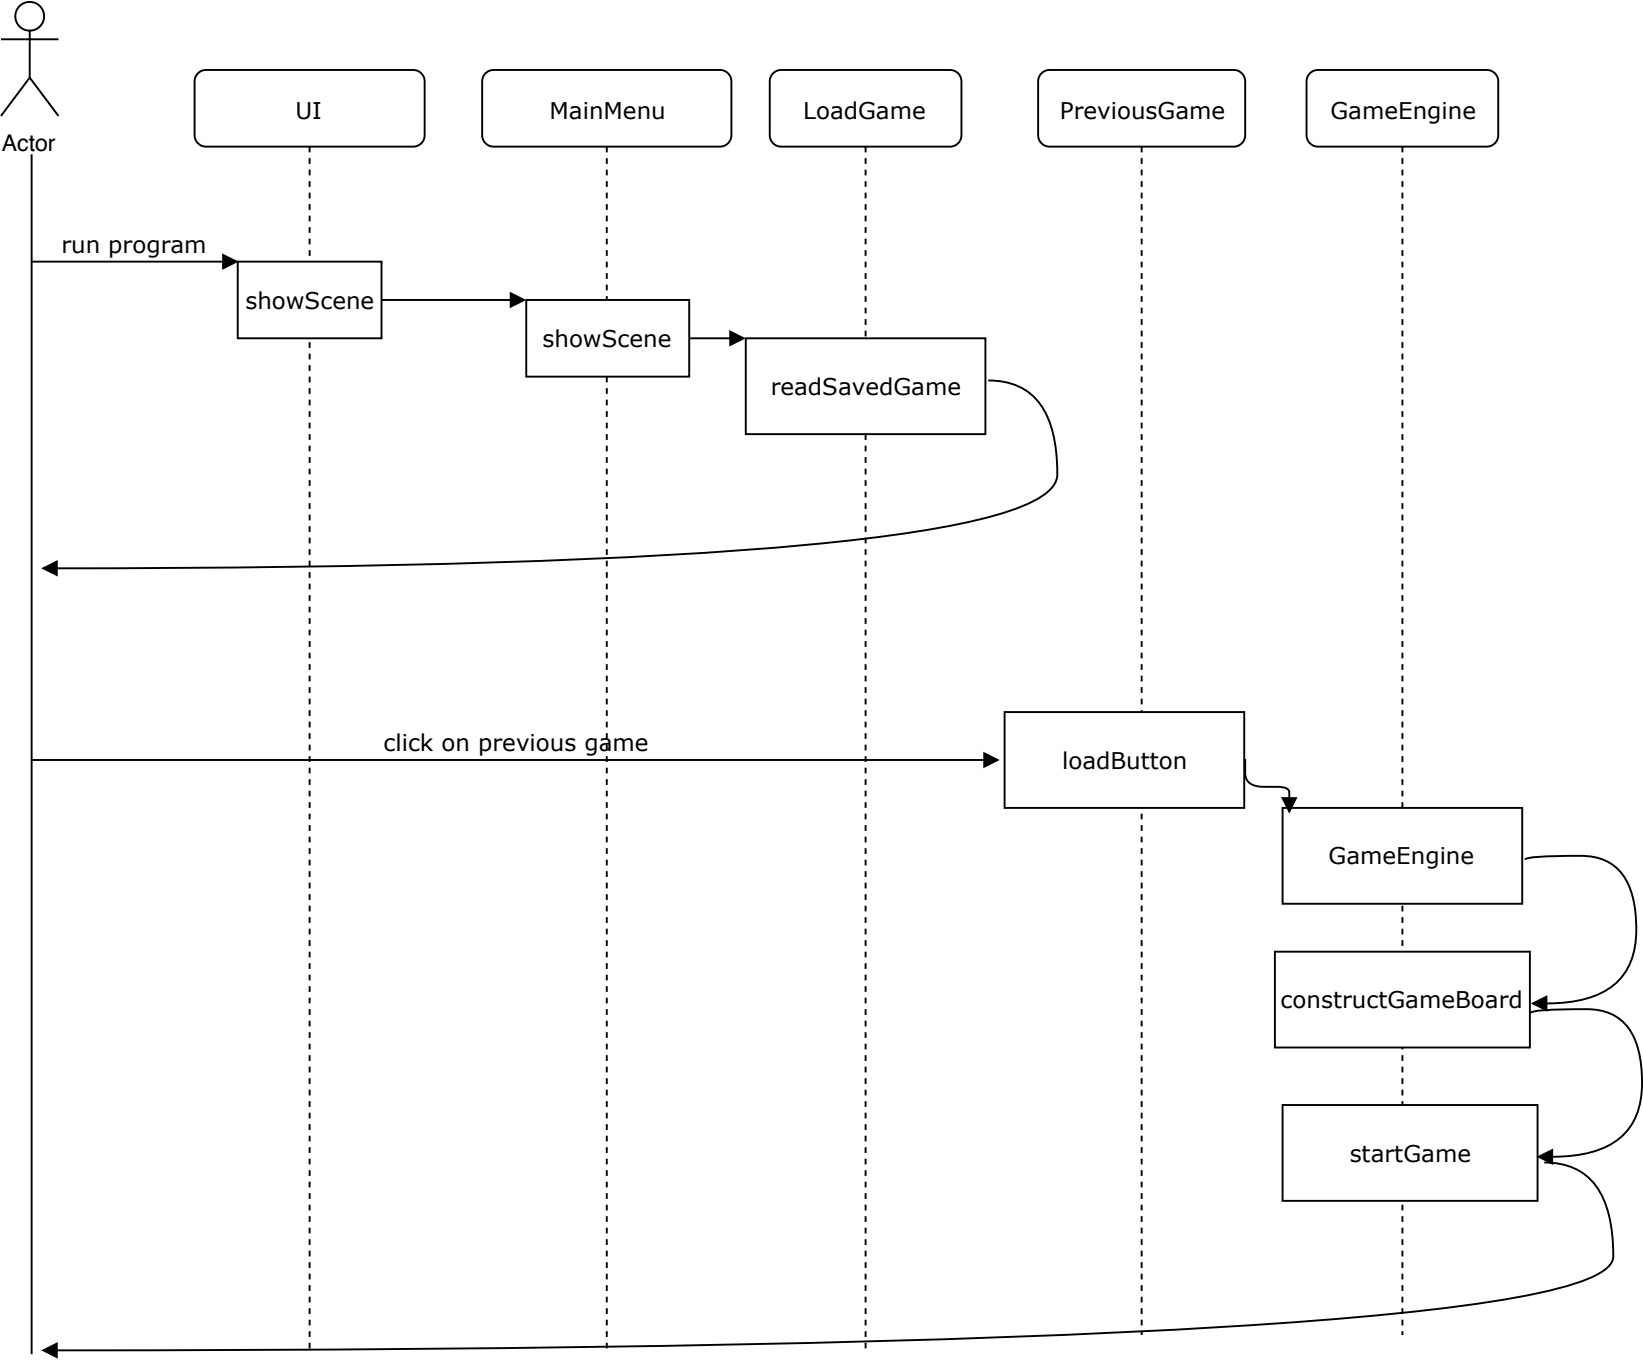 Actor
UI
MainMenu
LoadGame
PreviousGame
GameEngine
run program
showScene
showScene
readSavedGame
click on previous game
loadButton
GameEngine
constructGameBoard
startGame